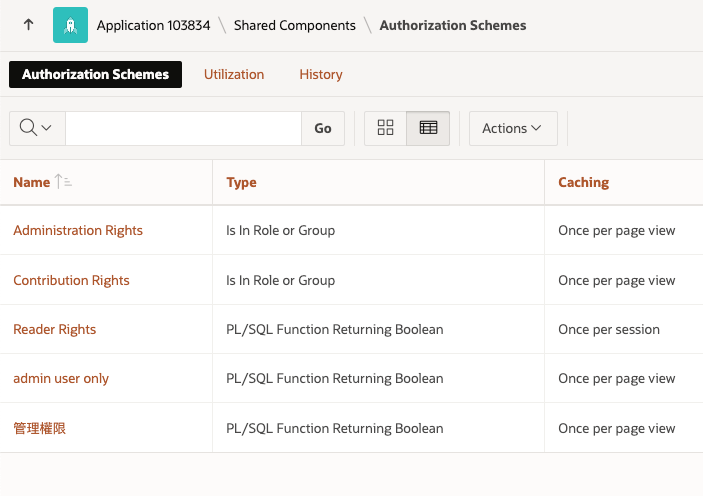 Application 103834 \ Shared Components \ Authorization Schemes
Authorization Schemes Utilization History
Go Actions
Name Type Caching
Administration Rights Is In Role or Group Once per page view
Contribution Rights Is In Role or Group Once per page view
Reader Rights PL/SQL Function Returning Boolean Once per session
admin user only PL/SQL Function Returning Boolean Once per page view
管理權限 PL/SQL Function Returning Boolean Once per page view